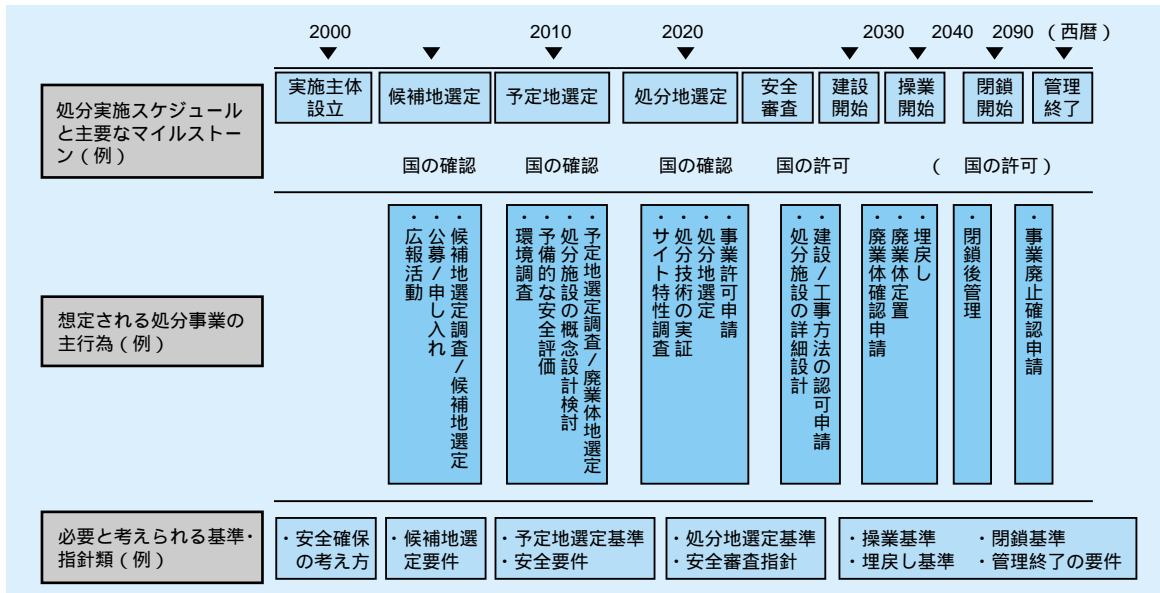 2000
2010
2020
2030
2040
2090
（西暦）
処分実施スケジュール
と主要なマイルストー
ン（例）
実施主体
設立
候補地選定
予定地選定
処分地選定
安全
審査
建設
開始
操業
開始
閉鎖
開始
管理
終了
国の確認
国の確認
国の確認
国の許可
（　国の許可）
想定される処分事業の
主行為（例）
・候補地選定調査/候補地選定
・公募/申し入れ
・広報活動
・予定地選定調査/廃業体地選定
・処分施設の概念設計検討
・予備的な安全評価
・環境調査
・事業許可申請
・処分地選定
・処分技術の実証
・サイト特性調査
・建設/工事方法の認可申請
・処分施設の詳細設計
・埋戻し
・廃業体定置
・廃業体確認申請
・閉鎖後管理
・事業廃止確認申請
必要と考えられる基準・
指針類（例）
・安全確保
の考え方
・候補地選
定要件
・予定地選定基準
・安全要件
・処分地選定基準
・安全審査指針
・操業基準
・埋戻し基準
・閉鎖基準
・管理終了の要件